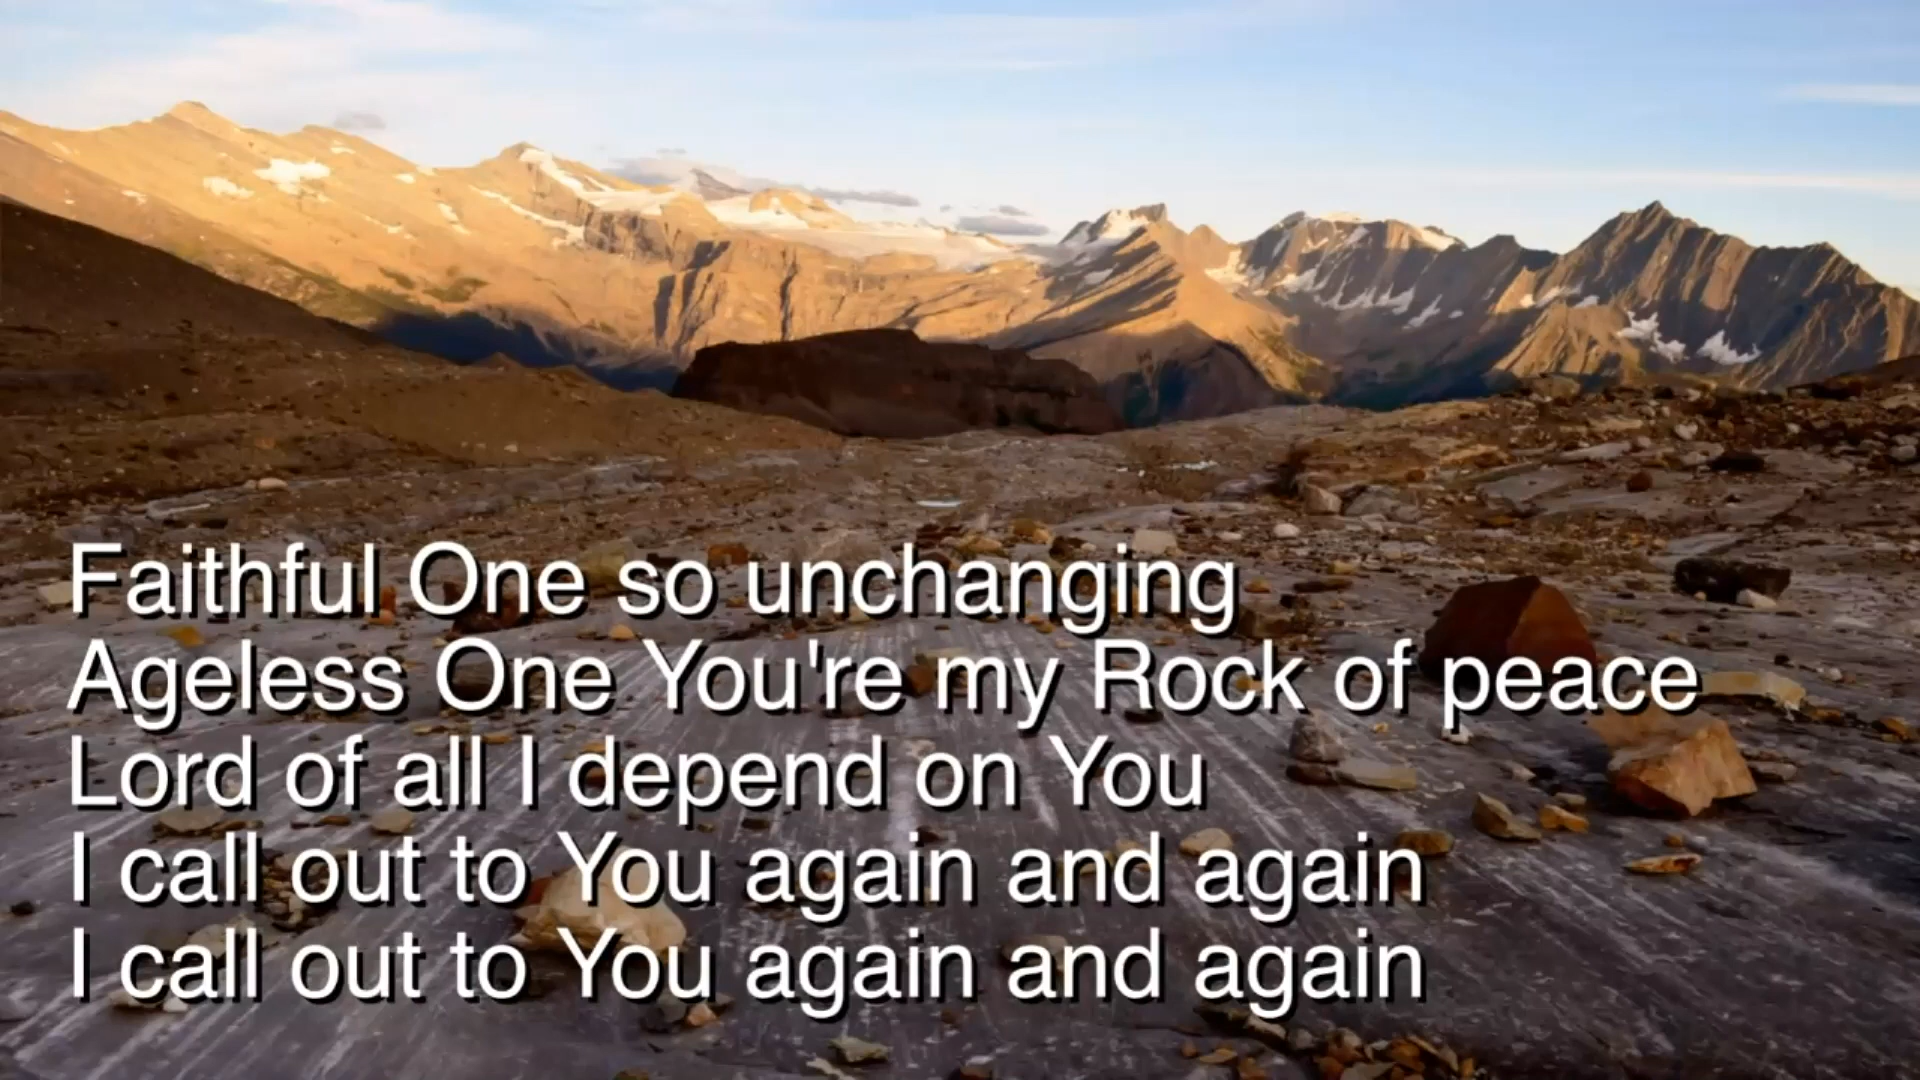 Faithful One so unchanging
Ageless One You're my Rock of peace
Lord of all I depend on You
I call out to You again and again
I call out to You again and again